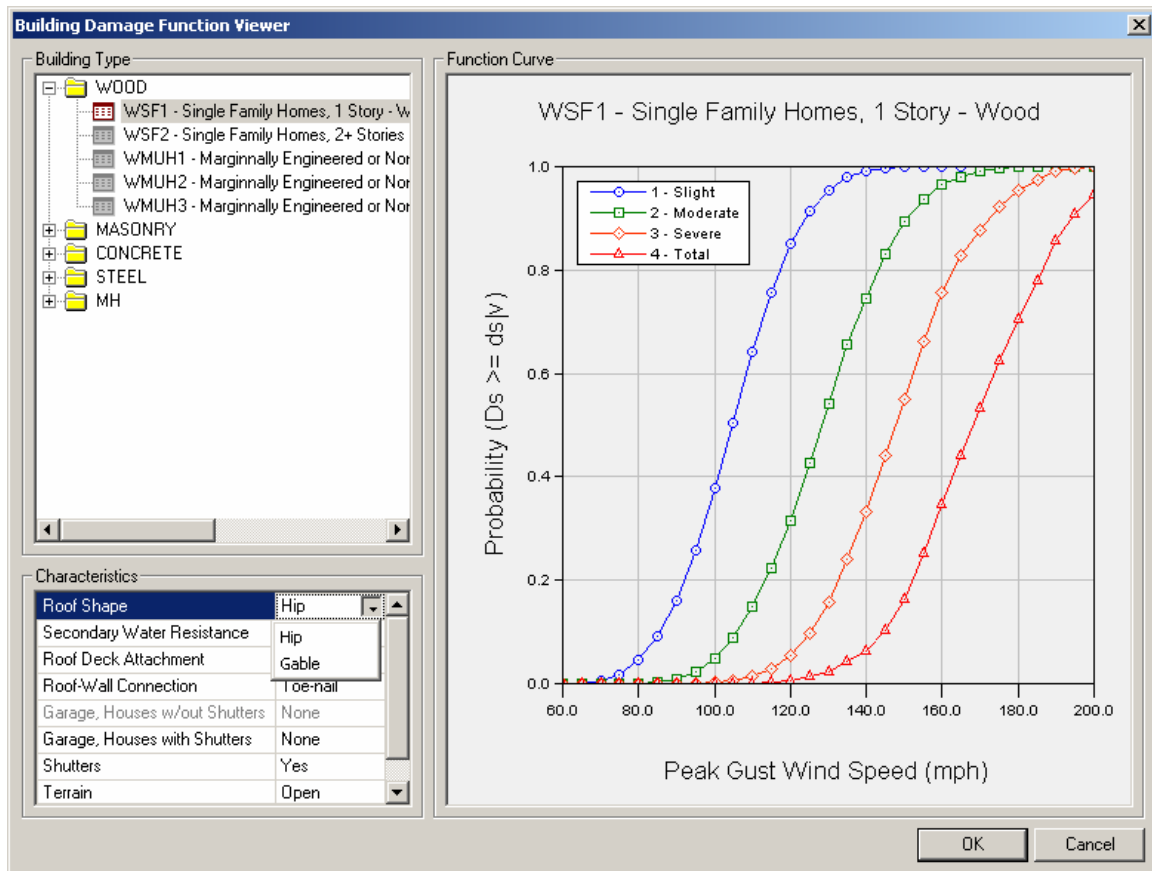 Building Damage Function Viewer
Building Type
WOOD
WSF1 - Single Family Homes, 1 Story - W
WSF2 - Single Family Homes, 2+ Stories
WMUH1 - Marginnally Engineered or Nor
WMUH2 - Marginnally Engineered or Nor
WMUH3 - Marginnally Engineered or Nor
MASONRY
CONCRETE
STEEL
MH
Characteristics
Roof Shape Hip
Secondary Water Resistance
Hip
Roof Deck Attachment
Gable
Roof-Wall Connection Toe-nail
Garage, Houses w/out Shutters None
Garage, Houses with Shutters None
Shutters Yes
Terrain Open
Function Curve
WSF1 - Single Family Homes, 1 Story - Wood
1 - Slight
2 - Moderate
3 - Severe
4 - Total
Probability (Ds >= ds|v)
1.0
0.8
0.6
0.4
0.2
0.0
60.0 80.0 100.0 120.0 140.0 160.0 180.0 200.0
Peak Gust Wind Speed (mph)
OK Cancel